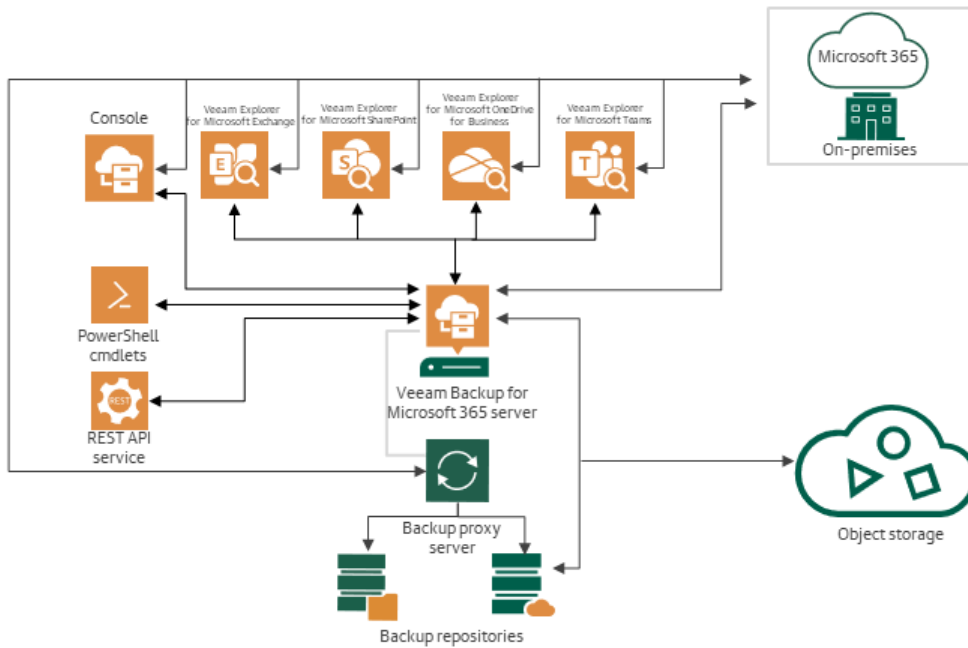 Microsoft 365
On-premises
Console
Veeam Explorer
for Microsoft Exchange
Veeam Explorer
for Microsoft SharePoint
Veeam Explorer
for Microsoft OneDrive
for Business
Veeam Explorer
for Microsoft Teams
E
S
T
PowerShell
cmdlets
REST
REST API
service
Veeam Backup for
Microsoft 365 server
Backup proxy
server
Object storage
Backup repositories